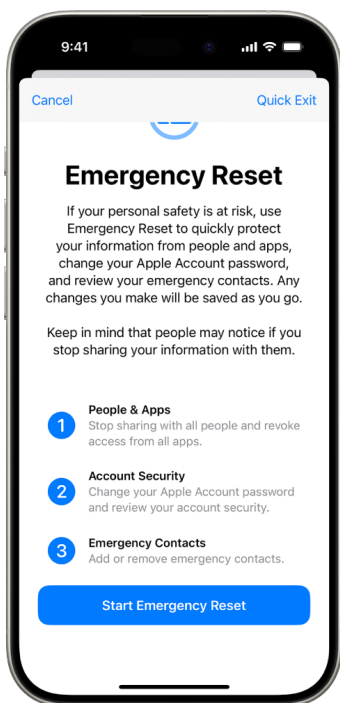 9:41
Cancel
Quick Exit
Emergency Reset
If your personal safety is at risk, use
Emergency Reset to quickly protect
your information from people and apps,
change your Apple Account password,
and review your emergency contacts. Any
changes you make will be saved as you go.
Keep in mind that people may notice if you
stop sharing your information with them.
1
People & Apps
Stop sharing with all people and revoke
access from all apps.
2
Account Security
Change your Apple Account password
and review your account security.
3
Emergency Contacts
Add or remove emergency contacts.
Start Emergency Reset